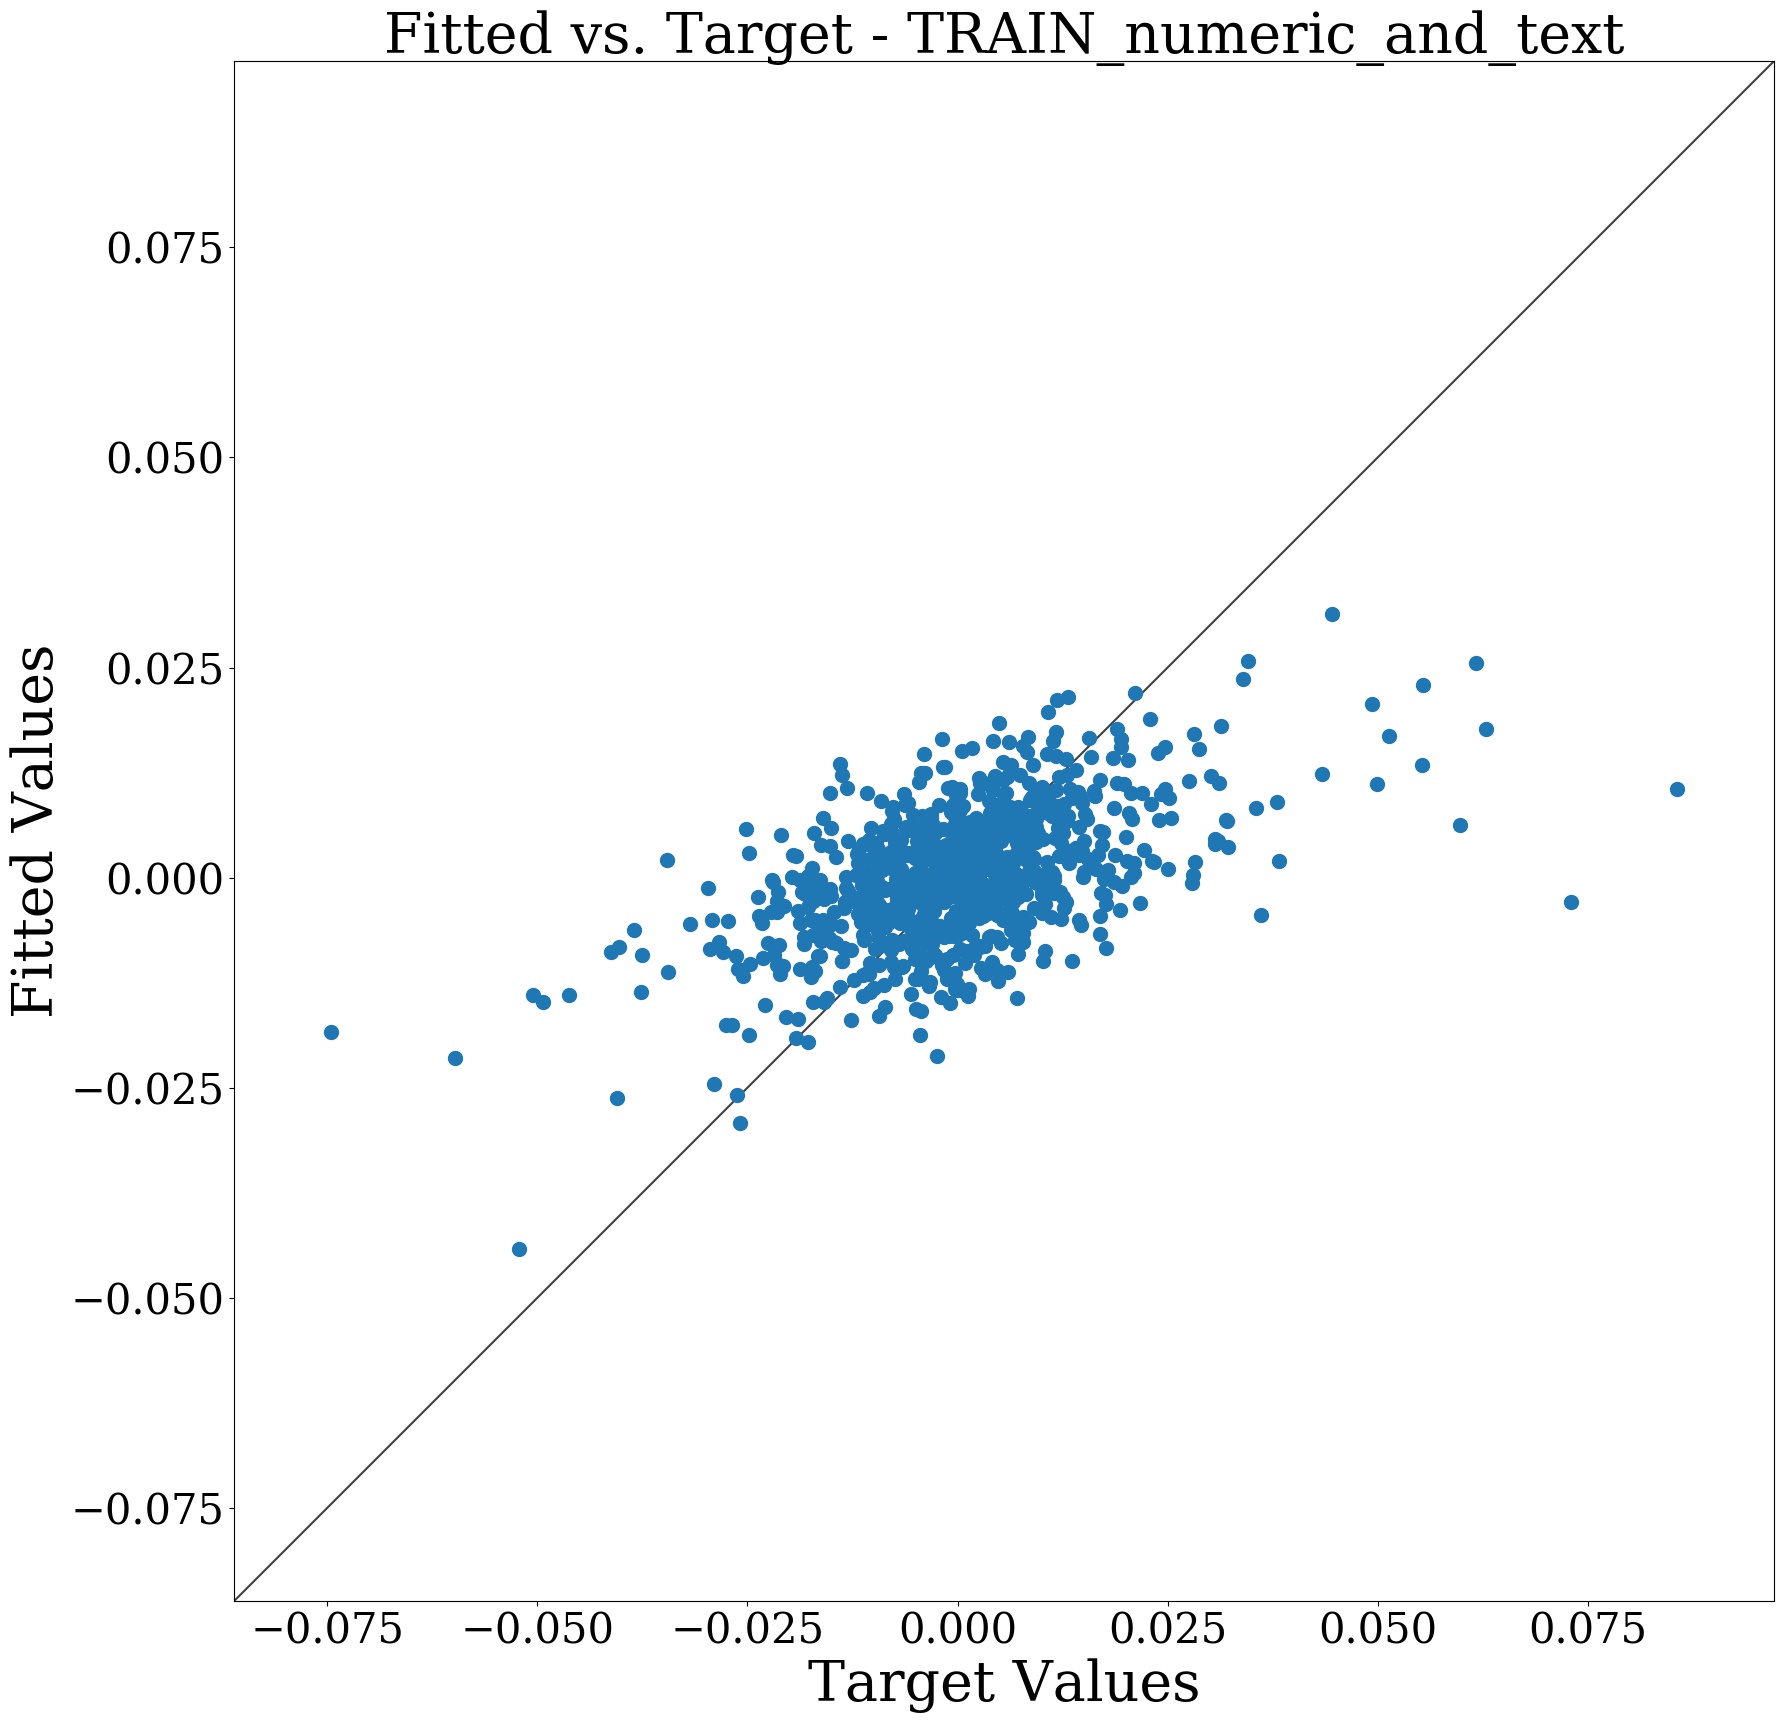 Fitted vs. Target - TRAIN_numeric_and_text
0.075
0.050
0.025
0.000
−0.025
−0.050
−0.075
Fitted Values
−0.075 −0.050 −0.025 0.000 0.025 0.050 0.075
Target Values